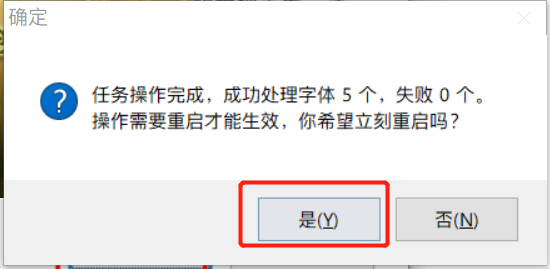 确定
任务操作完成，成功处理字体 5 个，失败 0 个。
操作需要重启才能生效，你希望立刻重启吗？
是(Y)
否(N)